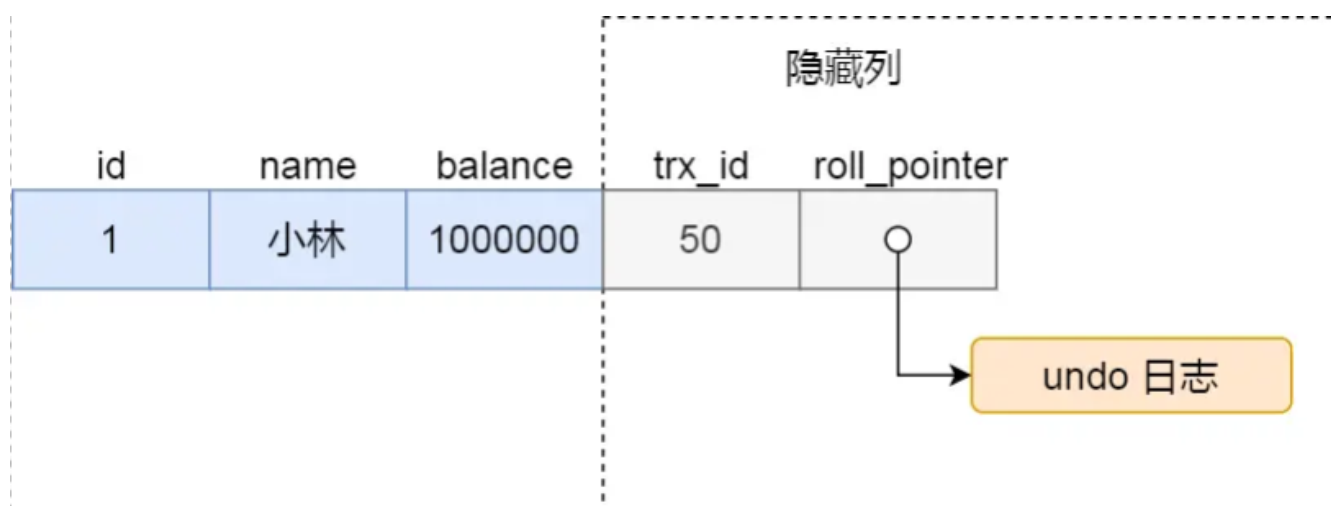 隐藏列
id name balance trx_id roll_pointer
1 小林 1000000 50
undo 日志